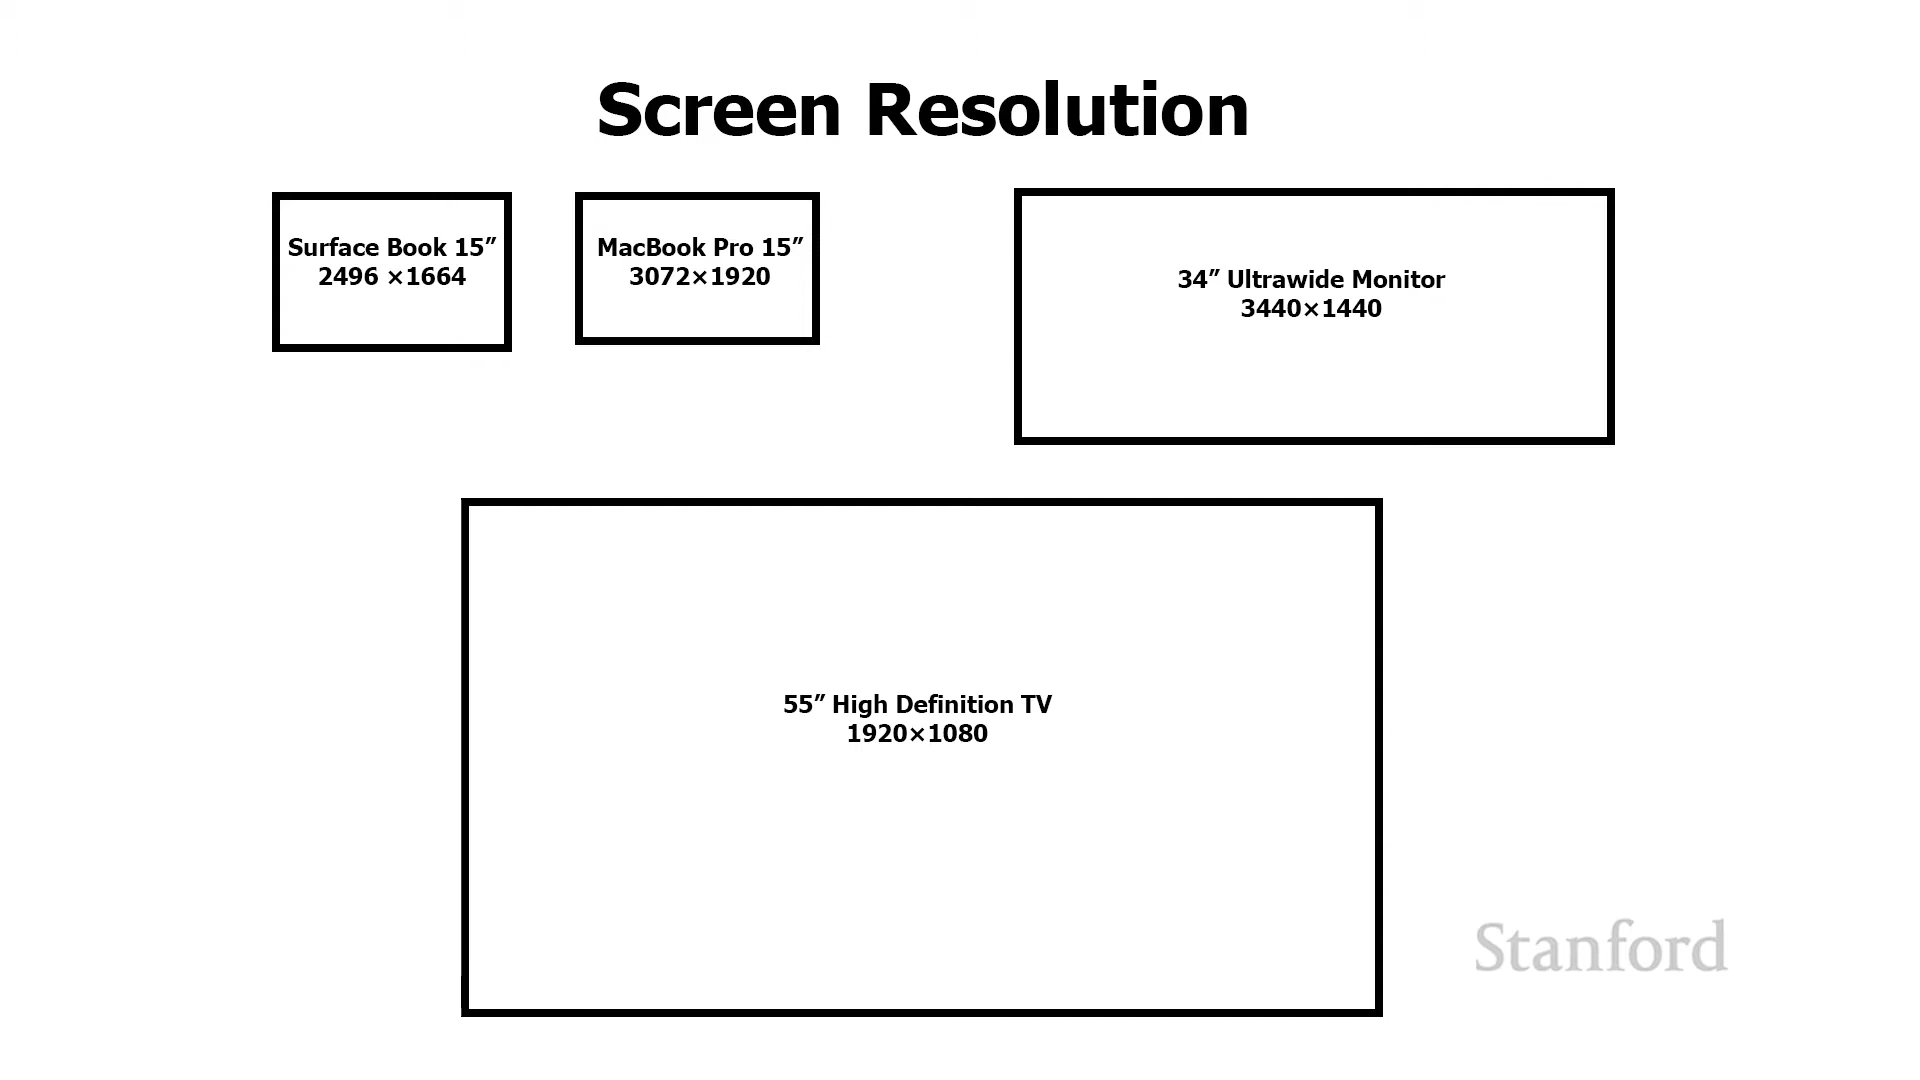 Screen Resolution
Surface Book 15”
2496 ×1664
MacBook Pro 15”
3072×1920
34” Ultrawide Monitor
3440×1440
55” High Definition TV
1920×1080
Stanford